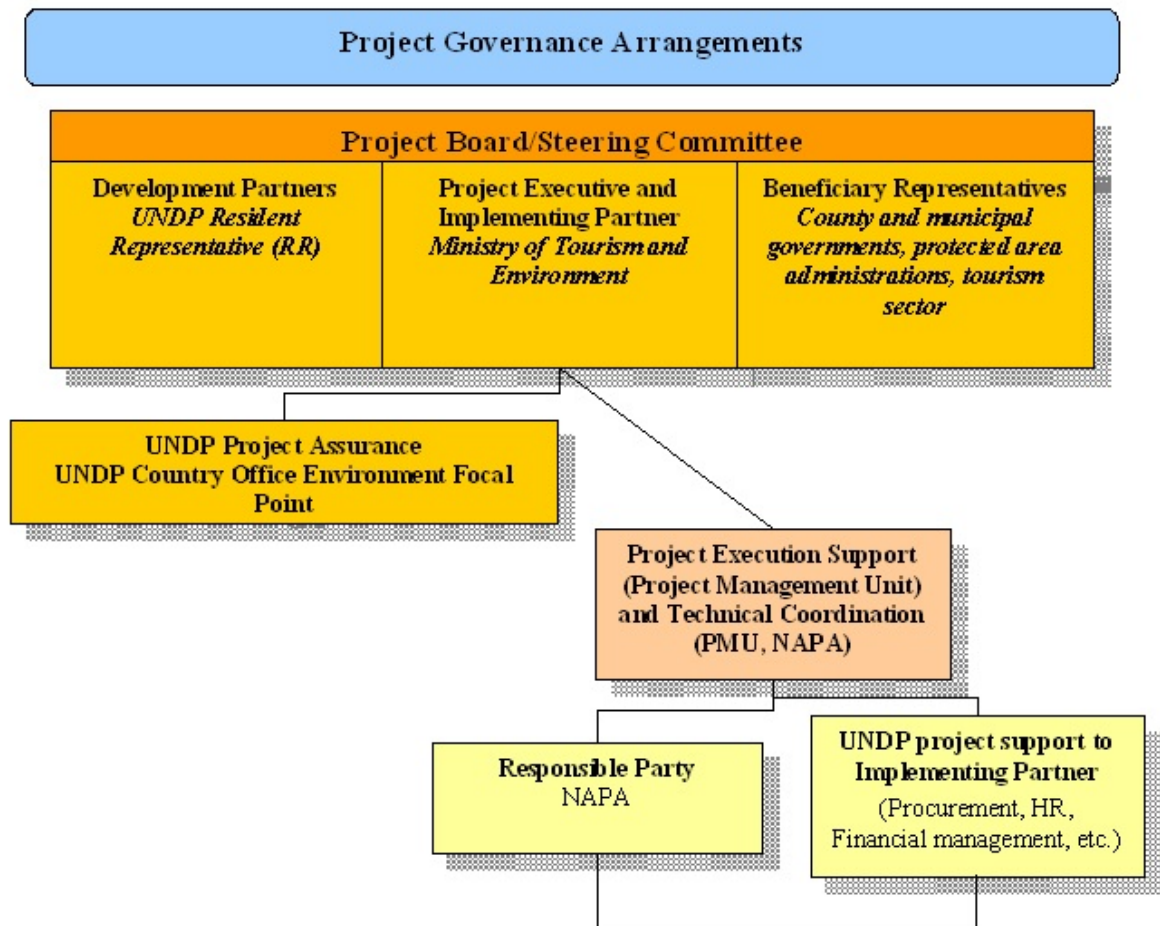 Project Governance Arrangements
Project Board/Steering Committee
Development Partners
UNDP Resident
Representative (RR)
Project Executive and
Implementing Partner
Ministry of Tourism and
Environment
Beneficiary Representatives
County and municipal
governments, protected area
administrations, tourism
sector
UNDP Project Assurance
UNDP Country Office Environment Focal
Point
Project Execution Support
(Project Management Unit)
and Technical Coordination
(PMU, NAPA)
Responsible Party
NAPA
UNDP project support to
Implementing Partner
(Procurement, HR,
Financial management, etc.)